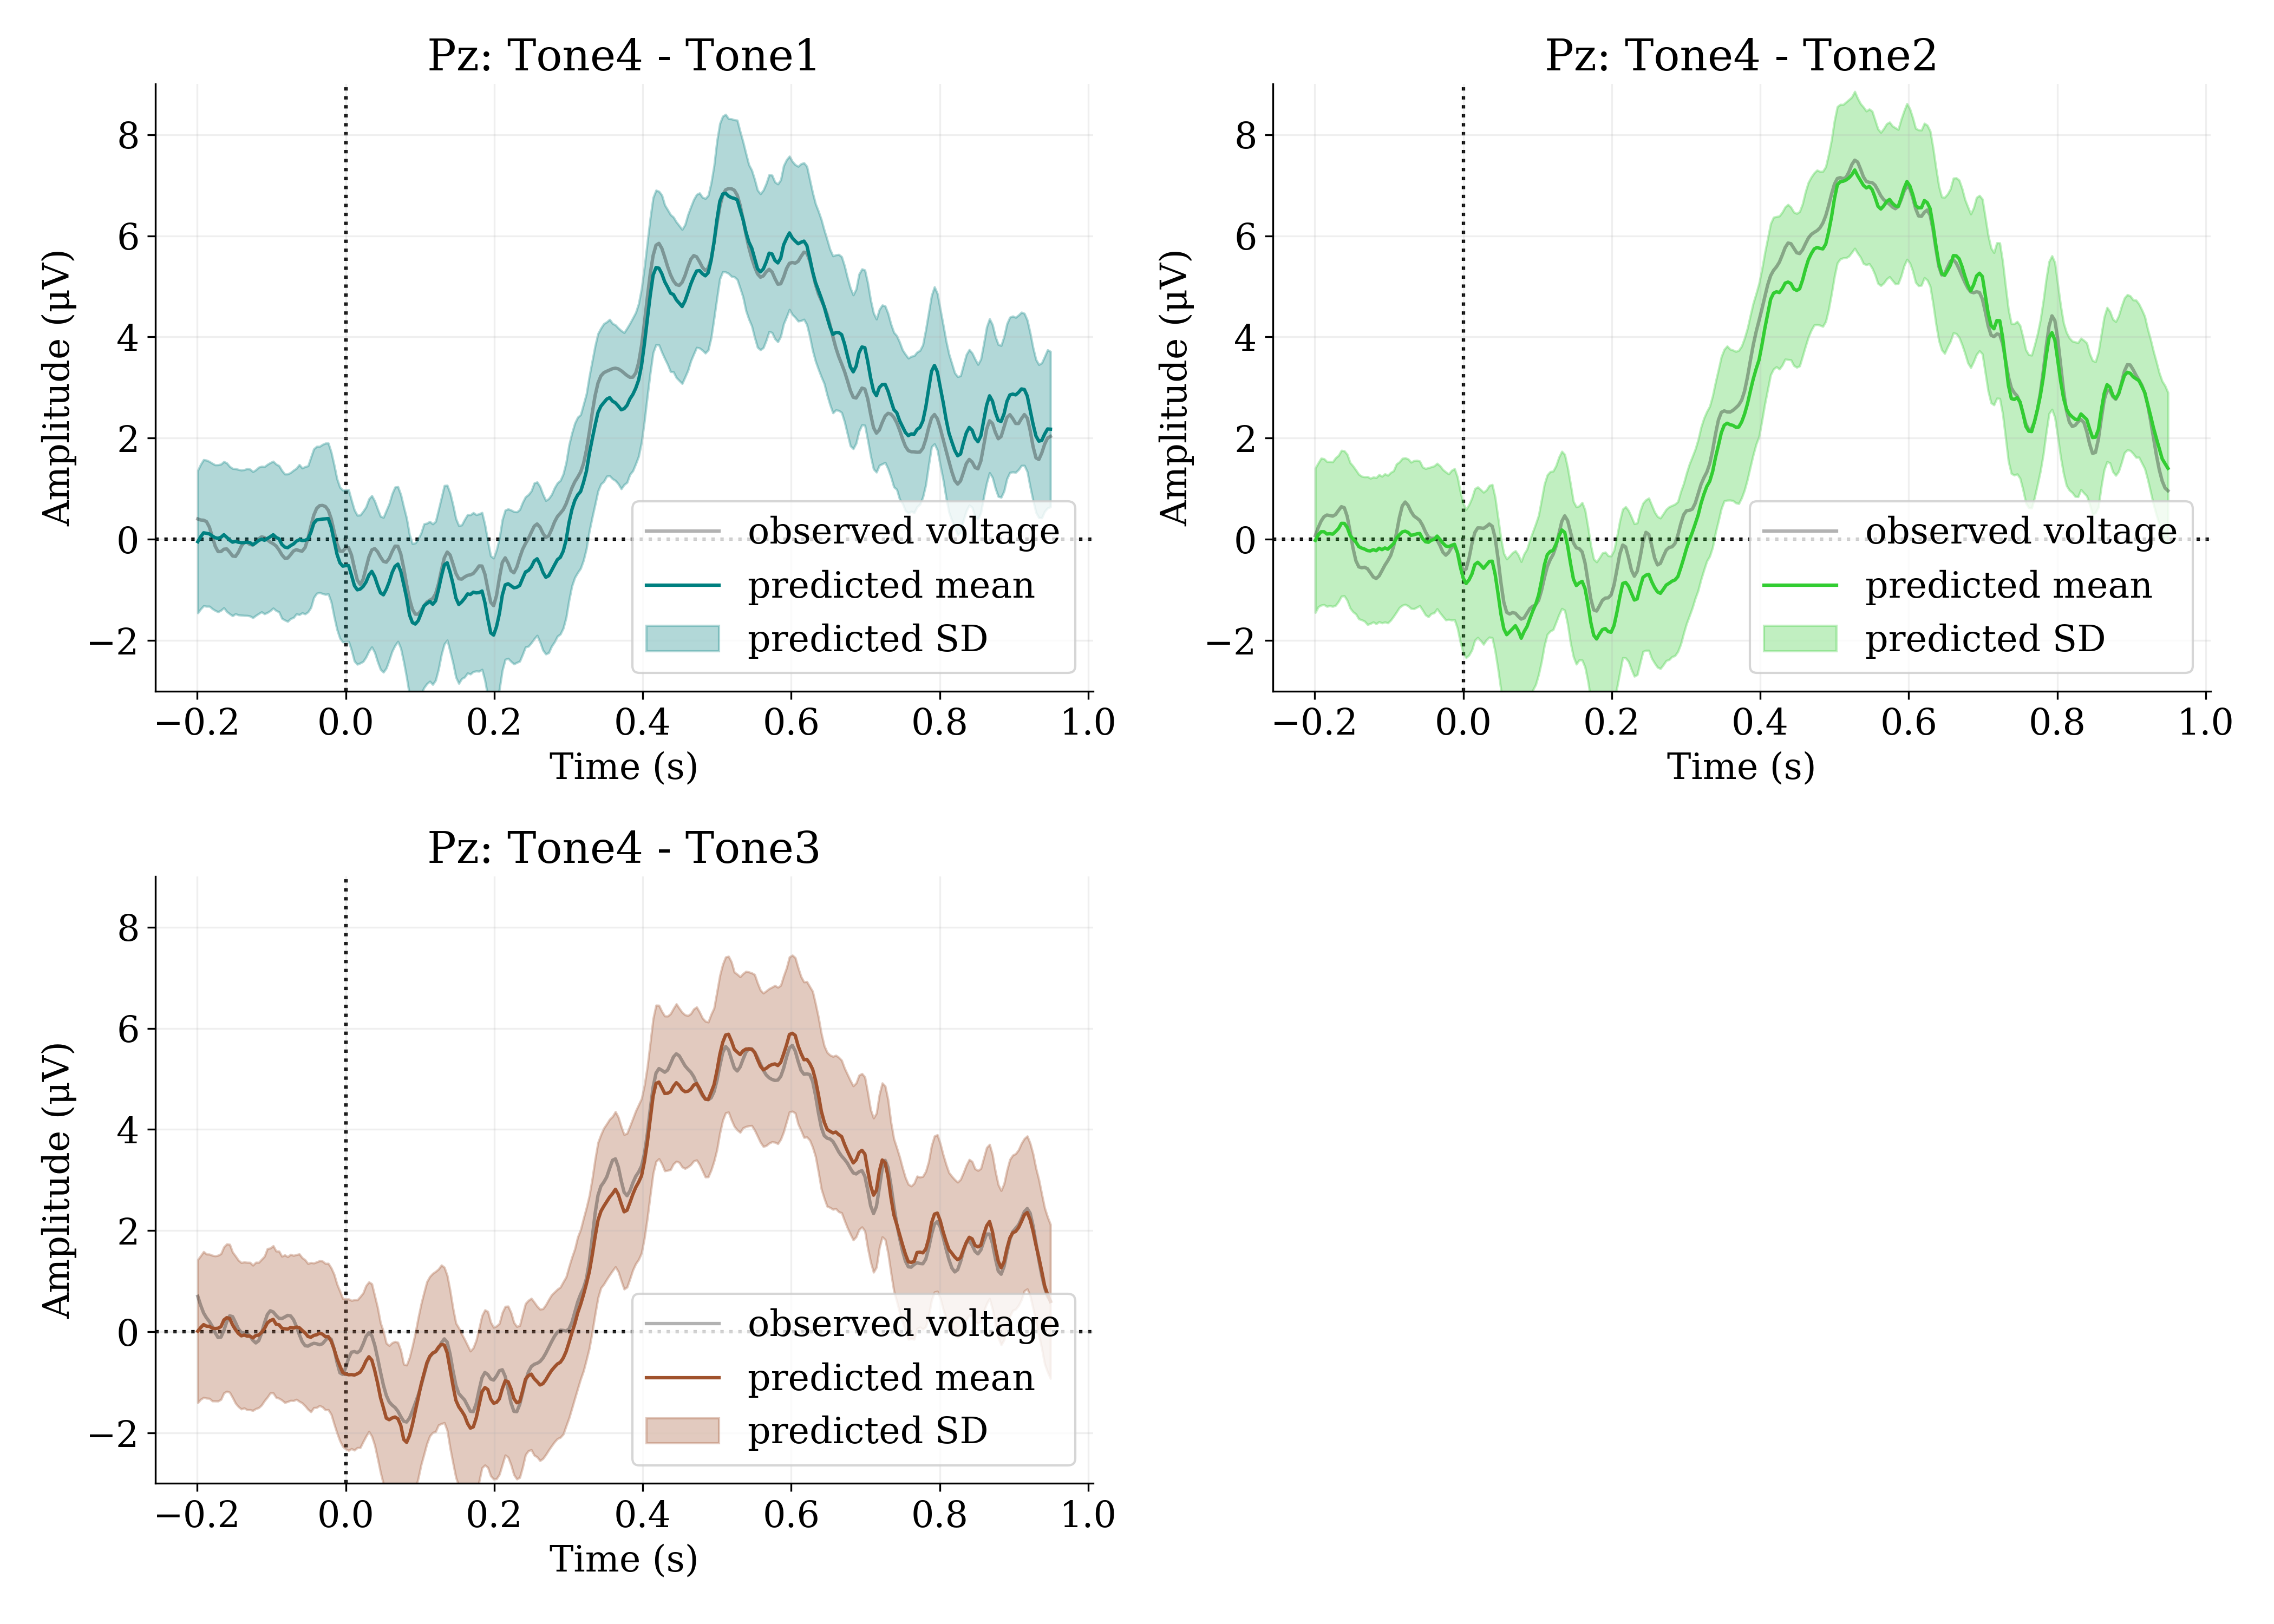 Pz: Tone4 - Tone1
Amplitude (μV)
8
6
4
2
0
−2
observed voltage
predicted mean
predicted SD
−0.2 0.0 0.2 0.4 0.6 0.8 1.0
Time (s)
Pz: Tone4 - Tone2
Amplitude (μV)
8
6
4
2
0
−2
observed voltage
predicted mean
predicted SD
−0.2 0.0 0.2 0.4 0.6 0.8 1.0
Time (s)
Pz: Tone4 - Tone3
Amplitude (μV)
8
6
4
2
0
−2
observed voltage
predicted mean
predicted SD
−0.2 0.0 0.2 0.4 0.6 0.8 1.0
Time (s)